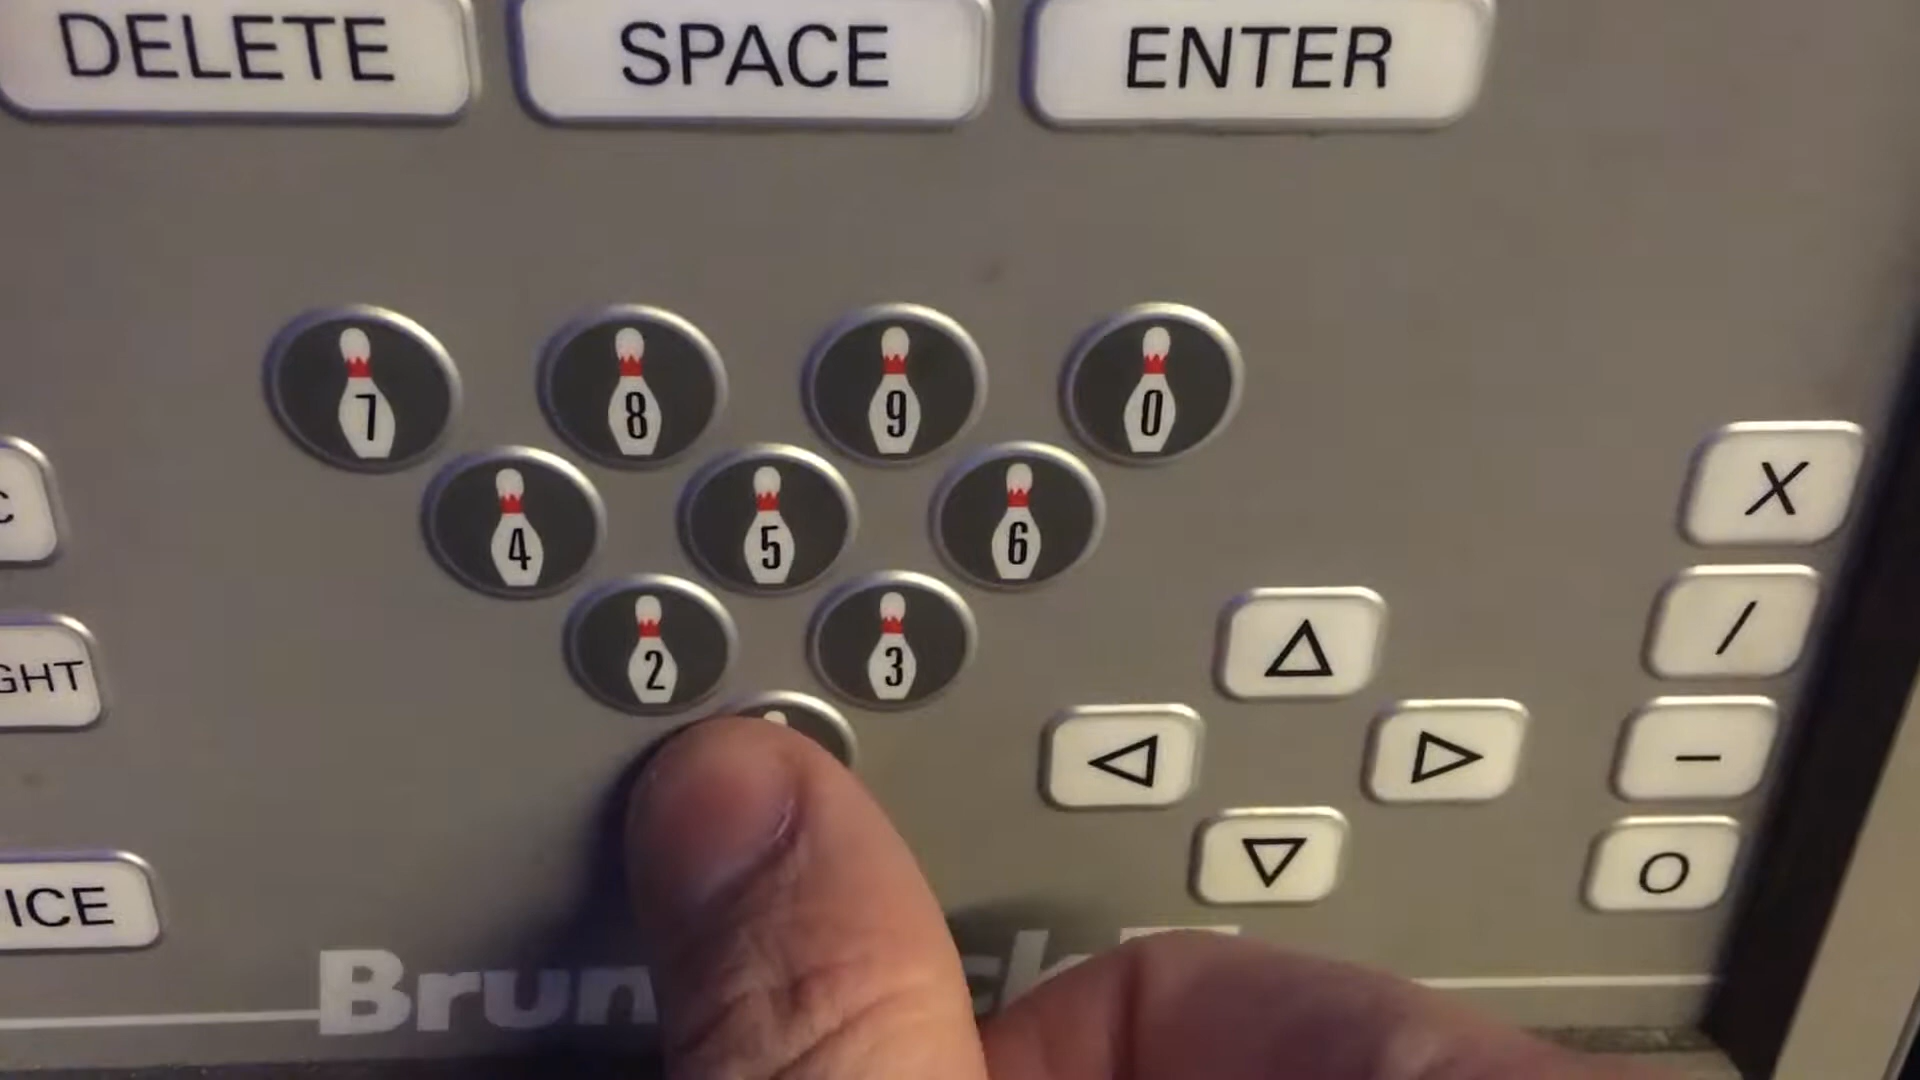 DELETE SPACE ENTER
7 8 9 0
4 5 6
X
2 3
/
GHT
–
ICE
O
Brun